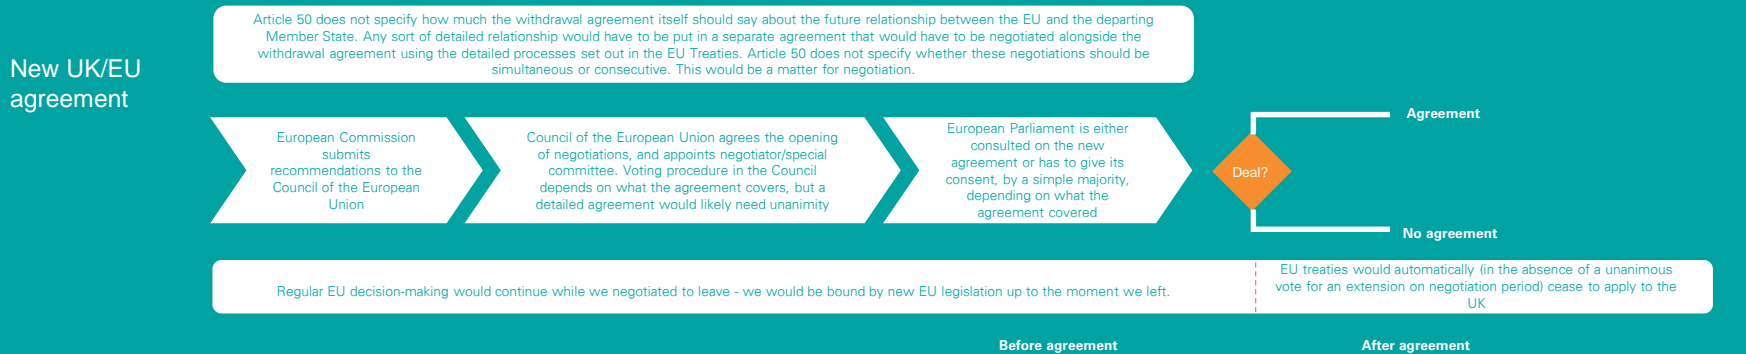 New UK/EU
agreement
Article 50 does not specify how much the withdrawal agreement itself should say about the future relationship between the EU and the departing
Member State. Any sort of detailed relationship would have to be put in a separate agreement that would have to be negotiated alongside the
withdrawal agreement using the detailed processes set out in the EU Treaties. Article 50 does not specify whether these negotiations should be
simultaneous or consecutive. This would be a matter for negotiation.
European Commission
submits
recommendations to the
Council of the European
Union
Council of the European Union agrees the opening
of negotiations, and appoints negotiator/special
committee. Voting procedure in the Council
depends on what the agreement covers, but a
detailed agreement would likely need unanimity
European Parliament is either
consulted on the new
agreement or has to give its
consent, by a simple majority,
depending on what the
agreement covered
Deal?
Agreement
No agreement
Regular EU decision-making would continue while we negotiated to leave - we would be bound by new EU legislation up to the moment we left.
EU treaties would automatically (in the absence of a unanimous
vote for an extension on negotiation period) cease to apply to the
UK
Before agreement
After agreement